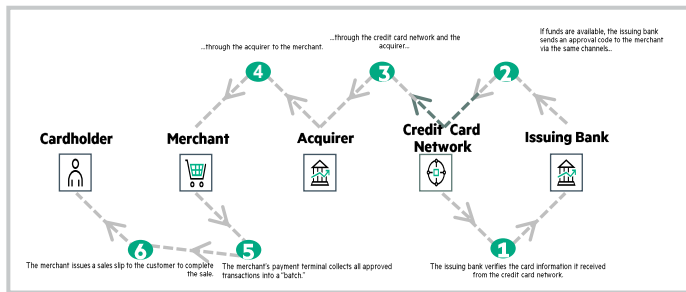 If funds are available, the issuing bank
sends an approval code to the merchant
via the same channels...
...through the credit card network and the
acquirer...
...through the acquirer to the merchant.
4
3
2
Cardholder
Merchant
Acquirer
Credit Card
Network
Issuing Bank
6
5
1
The merchant issues a sales slip to the customer to complete
the sale.
The merchant's payment terminal collects all approved
transactions into a "batch."
The issuing bank verifies the card information it received
from the credit card network.